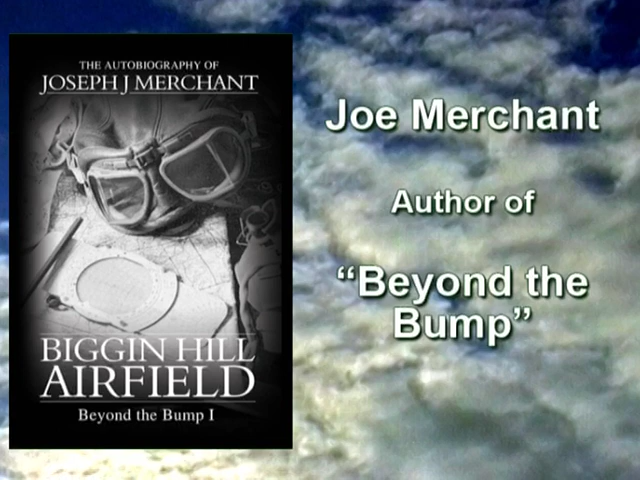 THE AUTOBIOGRAPHY OF
JOSEPH J MERCHANT
BIGGIN HILL
AIRFIELD
Beyond the Bump I
Joe Merchant
Author of
“Beyond the
Bump”